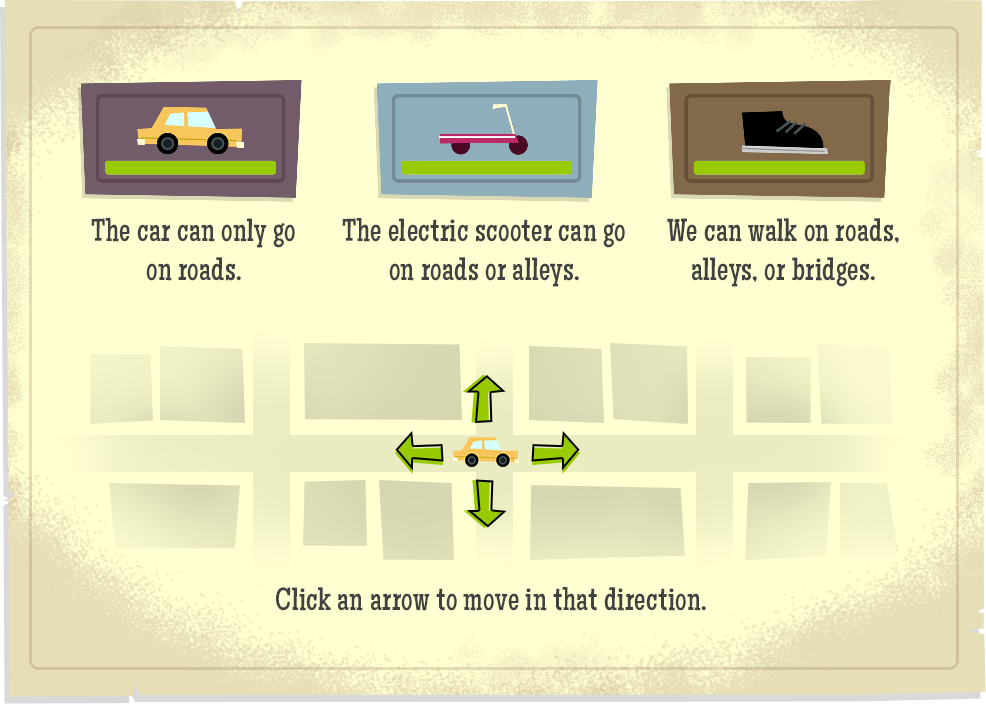 The car can only go
on roads.
The electric scooter can go
on roads or alleys.
We can walk on roads,
alleys, or bridges.
Click an arrow to move in that direction.